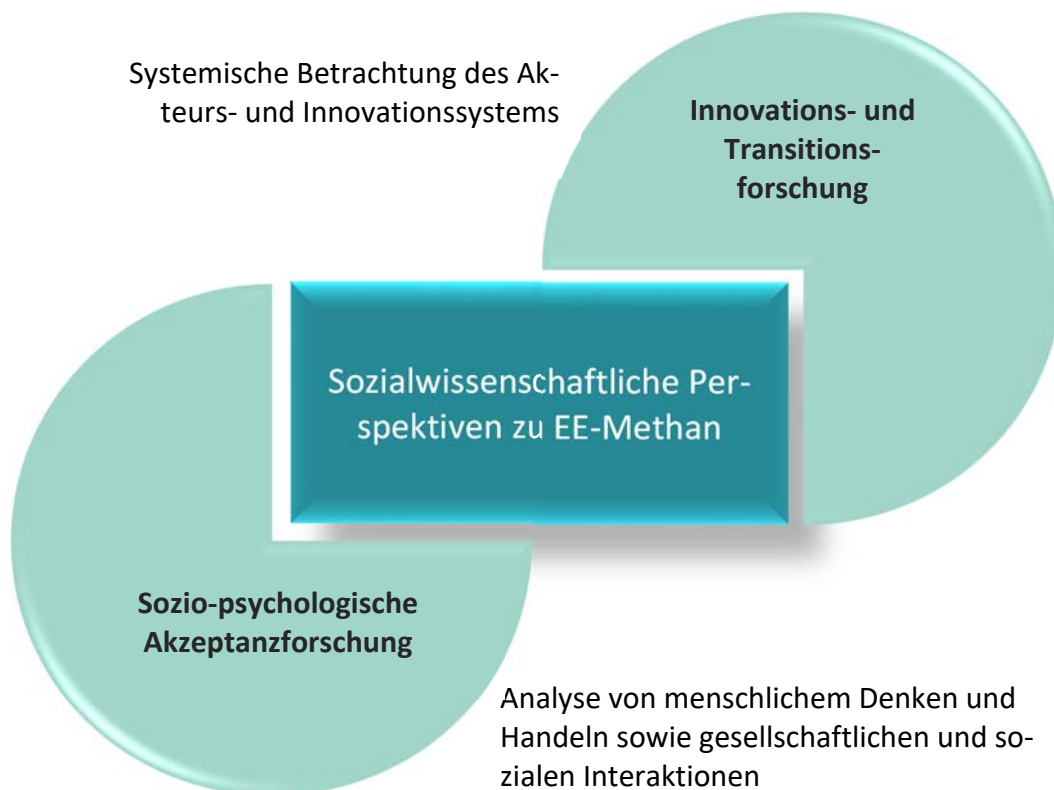 Systemische Betrachtung des Ak-
teurs- und Innovationssystems
Innovations- und
Transitions-
forschung
Sozialwissenschaftliche Per-
spektiven zu EE-Methan
Sozio-psychologische
Akzeptanzforschung
Analyse von menschlichem Denken und
Handeln sowie gesellschaftlichen und so-
zialen Interaktionen